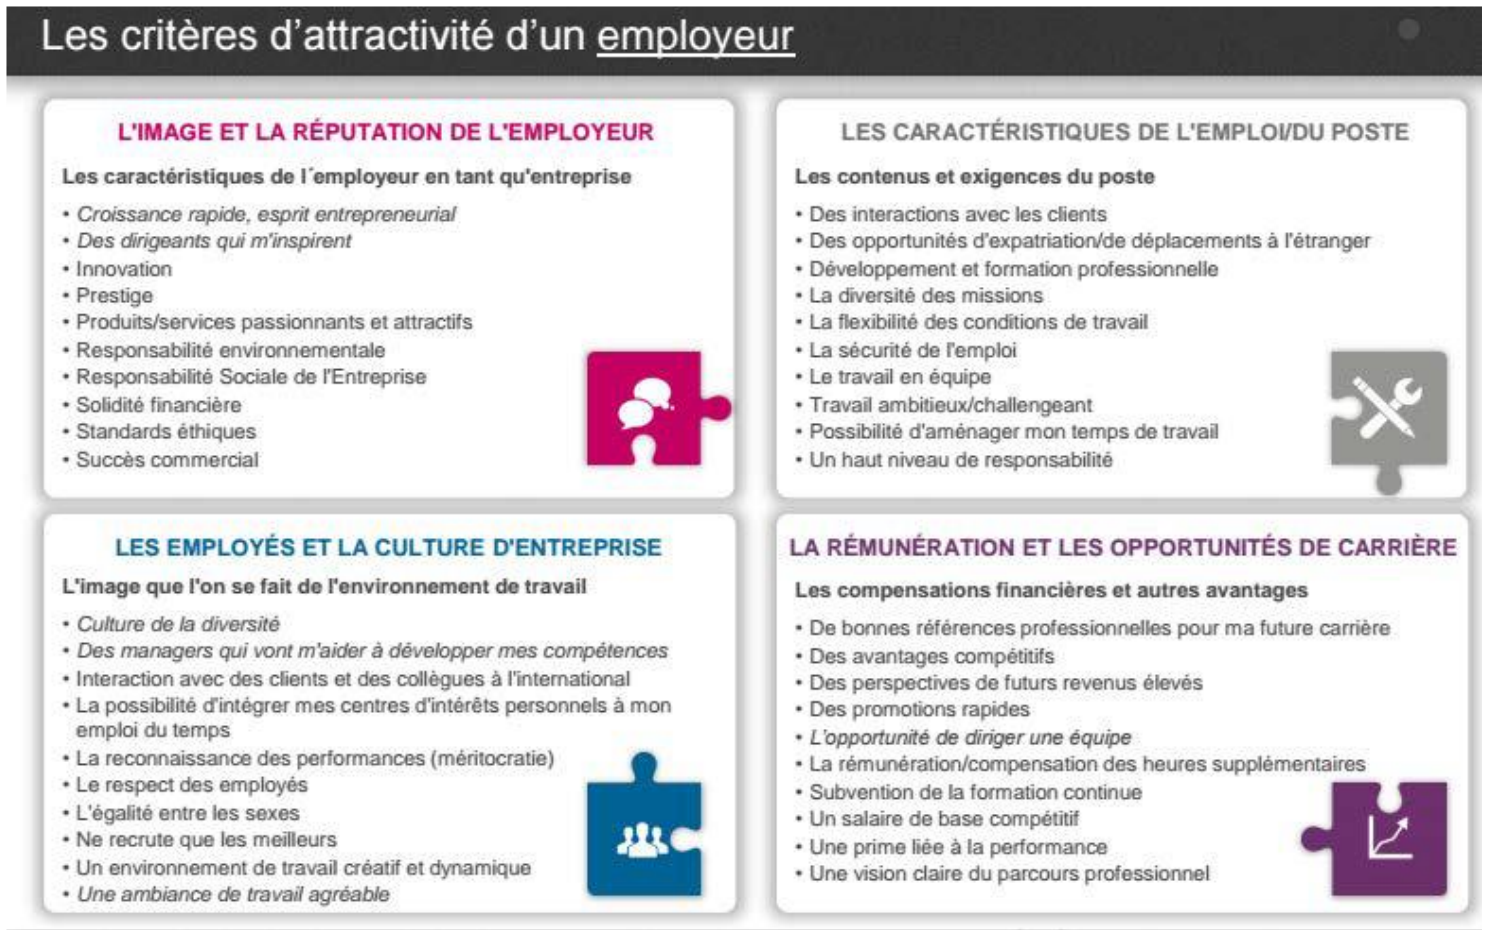 Les critères d'attractivité d'un employeur
L'IMAGE ET LA RÉPUTATION DE L'EMPLOYEUR
Les caractéristiques de l´employeur en tant qu'entreprise
• Croissance rapide, esprit entrepreneurial
• Des dirigeants qui m'inspirent
• Innovation
• Prestige
• Produits/services passionnants et attractifs
• Responsabilité environnementale
• Responsabilité Sociale de l'Entreprise
• Solidité financière
• Standards éthiques
• Succès commercial
LES CARACTÉRISTIQUES DE L'EMPLOI/DU POSTE
Les contenus et exigences du poste
• Des interactions avec les clients
• Des opportunités d'expatriation/de déplacements à l'étranger
• Développement et formation professionnelle
• La diversité des missions
• La flexibilité des conditions de travail
• La sécurité de l'emploi
• Le travail en équipe
• Travail ambitieux/challengeant
• Possibilité d'aménager mon temps de travail
• Un haut niveau de responsabilité
LES EMPLOYÉS ET LA CULTURE D'ENTREPRISE
L'image que l'on se fait de l'environnement de travail
• Culture de la diversité
• Des managers qui vont m'aider à développer mes compétences
• Interaction avec des clients et des collègues à l'international
• La possibilité d'intégrer mes centres d'intérêts personnels à mon
emploi du temps
• La reconnaissance des performances (méritocratie)
• Le respect des employés
• L'égalité entre les sexes
• Ne recrute que les meilleurs
• Un environnement de travail créatif et dynamique
• Une ambiance de travail agréable
LA RÉMUNÉRATION ET LES OPPORTUNITÉS DE CARRIÈRE
Les compensations financières et autres avantages
• De bonnes références professionnelles pour ma future carrière
• Des avantages compétitifs
• Des perspectives de futurs revenus élevés
• Des promotions rapides
• L'opportunité de diriger une équipe
• La rémunération/compensation des heures supplémentaires
• Subvention de la formation continue
• Un salaire de base compétitif
• Une prime liée à la performance
• Une vision claire du parcours professionnel